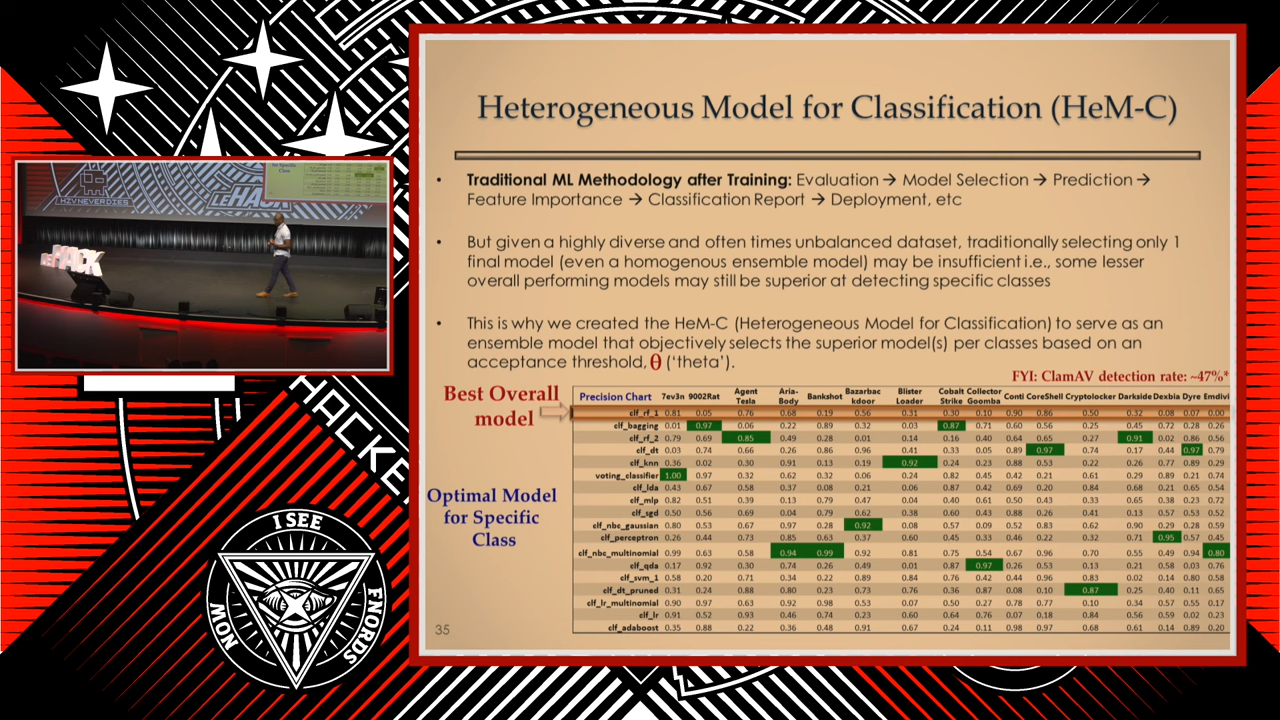 Heterogeneous Model for Classification (HeM-C)
• Traditional ML Methodology after Training: Evaluation → Model Selection → Prediction →
Feature Importance → Classification Report → Deployment, etc
• But given a highly diverse and often times unbalanced dataset, traditionally selecting only 1
final model (even a homogenous ensemble model) may be insufficient i.e., some lesser
overall performing models may still be superior at detecting specific classes
• This is why we created the HeM-C (Heterogeneous Model for Classification) to serve as an
ensemble model that objectively selects the superior model(s) per classes based on an
acceptance threshold, θ ('theta').
FYI: ClamAV detection rate: ~47%*
Best Overall
model
Optimal Model
for Specific
Class
Precision Chart 7ev3n 9002Rat Agent Tesla Aria-Body Bankshot Bazarbac kdoor Blister Loader Cobalt Strike Collector Goomba Conti CoreShell Cryptolocker Darkside Dexbia Dyre Emdivi
clf_rf_1 0.81 0.05 0.76 0.68 0.19 0.56 0.31 0.30 0.10 0.90 0.86 0.50 0.32 0.08 0.07 0.00
clf_bagging 0.01 0.97 0.06 0.22 0.89 0.32 0.03 0.87 0.71 0.60 0.56 0.25 0.45 0.72 0.28 0.26
clf_rf_2 0.79 0.69 0.85 0.49 0.28 0.01 0.14 0.16 0.40 0.64 0.65 0.27 0.91 0.02 0.86 0.56
clf_dt 0.03 0.74 0.66 0.26 0.86 0.96 0.41 0.33 0.05 0.89 0.97 0.74 0.17 0.44 0.97 0.79
clf_knn 0.36 0.02 0.30 0.91 0.13 0.19 0.92 0.24 0.23 0.88 0.53 0.22 0.26 0.77 0.89 0.29
voting_classifier 1.00 0.97 0.32 0.62 0.32 0.06 0.24 0.82 0.45 0.42 0.21 0.61 0.29 0.89 0.21 0.74
clf_lda 0.43 0.67 0.58 0.37 0.08 0.21 0.06 0.87 0.42 0.69 0.20 0.84 0.68 0.21 0.65 0.54
clf_mlp 0.82 0.51 0.39 0.13 0.79 0.47 0.04 0.40 0.61 0.50 0.43 0.33 0.65 0.38 0.23 0.72
clf_sgd 0.50 0.56 0.69 0.04 0.79 0.62 0.38 0.60 0.43 0.88 0.26 0.41 0.13 0.57 0.53 0.52
clf_nbc_gaussian 0.80 0.53 0.67 0.97 0.28 0.92 0.08 0.57 0.09 0.52 0.83 0.62 0.90 0.29 0.28 0.59
clf_perceptron 0.26 0.44 0.73 0.85 0.63 0.37 0.60 0.45 0.33 0.46 0.22 0.32 0.71 0.95 0.57 0.45
clf_nbc_multinomial 0.99 0.63 0.58 0.94 0.99 0.92 0.81 0.75 0.54 0.67 0.96 0.70 0.55 0.49 0.94 0.80
clf_qda 0.17 0.92 0.30 0.74 0.26 0.49 0.01 0.87 0.97 0.26 0.53 0.13 0.21 0.58 0.03 0.76
clf_svm_1 0.58 0.20 0.71 0.34 0.22 0.89 0.84 0.76 0.42 0.44 0.96 0.83 0.02 0.14 0.80 0.58
clf_dt_pruned 0.31 0.24 0.88 0.80 0.23 0.73 0.76 0.36 0.87 0.08 0.10 0.87 0.25 0.40 0.11 0.65
clf_lr_multinomial 0.90 0.97 0.63 0.92 0.98 0.53 0.07 0.50 0.27 0.78 0.77 0.10 0.34 0.57 0.55 0.17
clf_lr 0.91 0.52 0.93 0.46 0.74 0.23 0.60 0.64 0.76 0.07 0.18 0.84 0.56 0.59 0.02 0.23
clf_adaboost 0.35 0.88 0.22 0.36 0.48 0.91 0.67 0.24 0.11 0.98 0.97 0.68 0.61 0.14 0.89 0.20
35
HZVNEVERDIES
LEHACK
HACK
I SEE
FNORDS
NOW